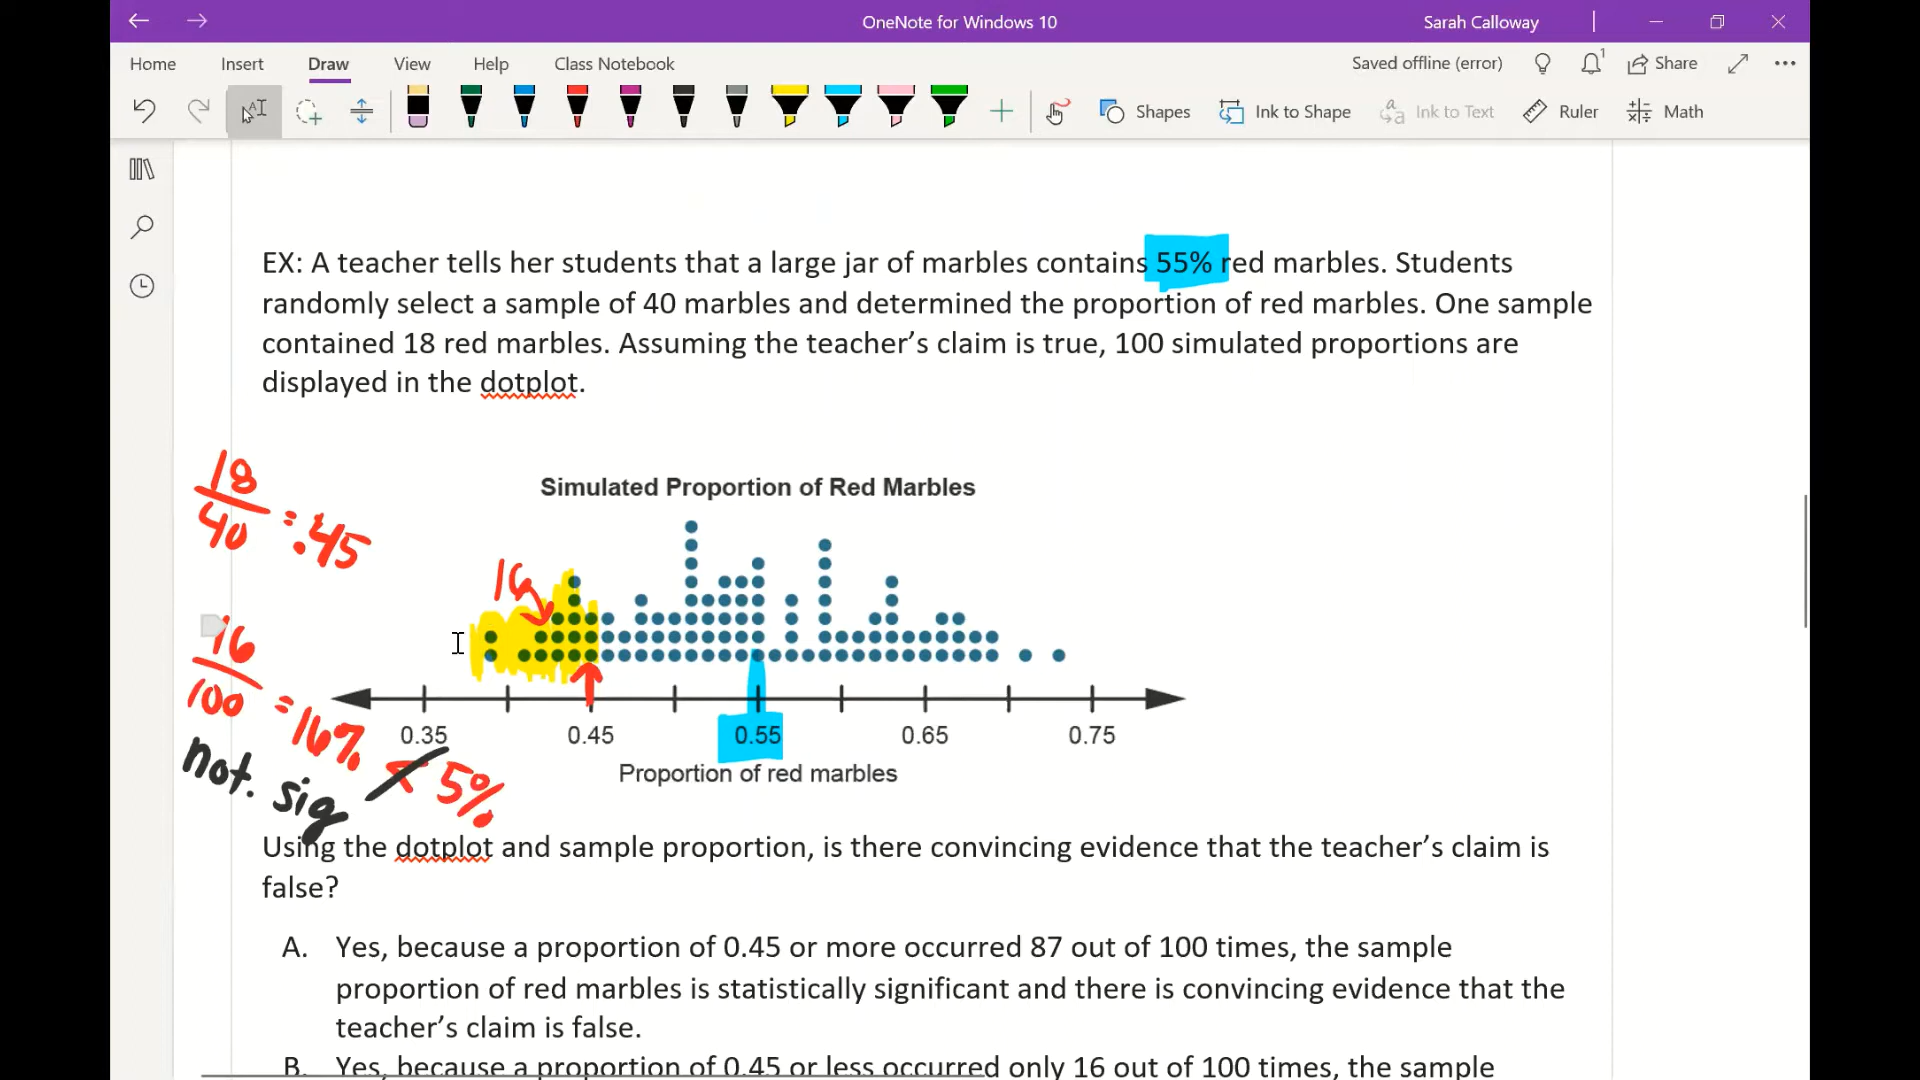 OneNote for Windows 10
Sarah Calloway
Home Insert Draw View Help Class Notebook
Saved offline (error) 1 Share
Shapes Ink to Shape Ink to Text Ruler Math
EX: A teacher tells her students that a large jar of marbles contains 55% red marbles. Students
randomly select a sample of 40 marbles and determined the proportion of red marbles. One sample
contained 18 red marbles. Assuming the teacher’s claim is true, 100 simulated proportions are
displayed in the dotplot.
18
40 = .45
Simulated Proportion of Red Marbles
16
16
100 = 16% < 5%
not. sig
0.35 0.45 0.55 0.65 0.75
Proportion of red marbles
Using the dotplot and sample proportion, is there convincing evidence that the teacher’s claim is
false?
A. Yes, because a proportion of 0.45 or more occurred 87 out of 100 times, the sample
proportion of red marbles is statistically significant and there is convincing evidence that the
teacher’s claim is false.
B. Yes, because a proportion of 0.45 or less occurred only 16 out of 100 times, the sample